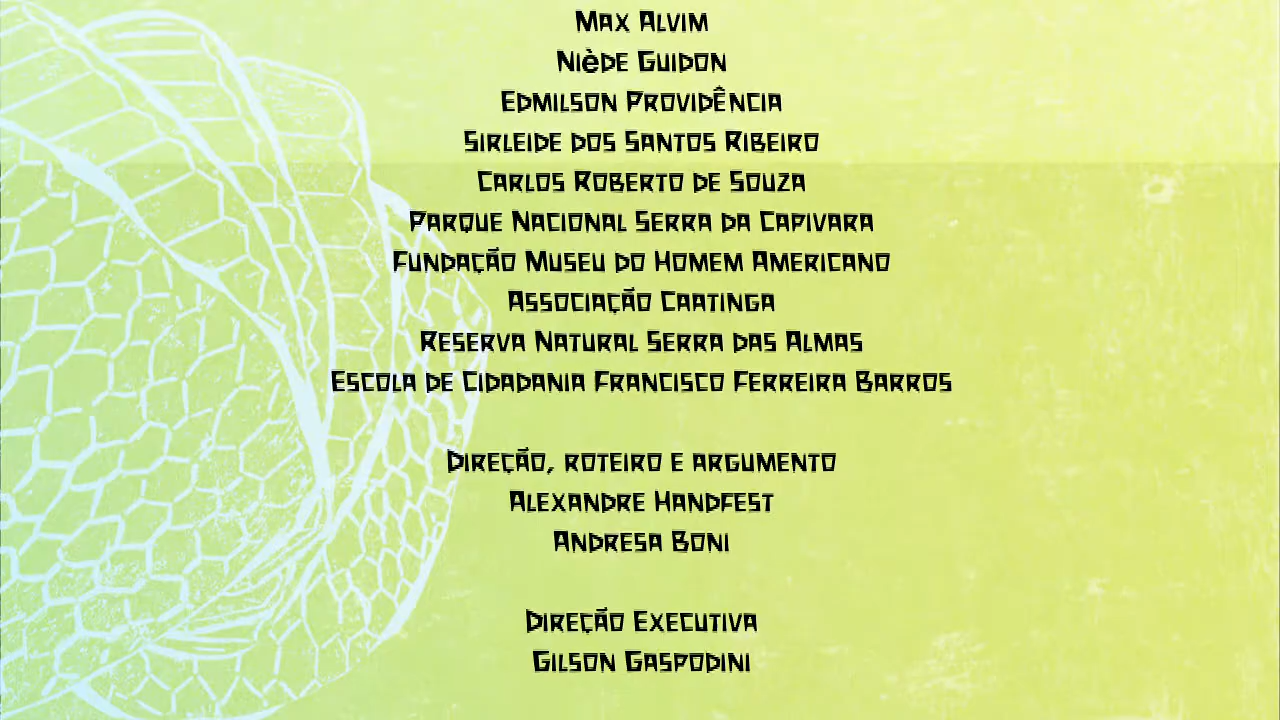 Max Alvim
Nième Guidon
Edmilson Providência
Sirleide dos Santos Ribeiro
Carlos Roberto de Souza
Parque Nacional Serra da Capivara
Fundação Museu do Homem Americano
Associação Caatinga
Reserva Natural Serra das Almas
Escola de Cidadania Francisco Ferreira Barros
Direção, roteiro e argumento
Alexandre Handfest
Andresa Boni
Direção Executiva
Gilson Gaspodini